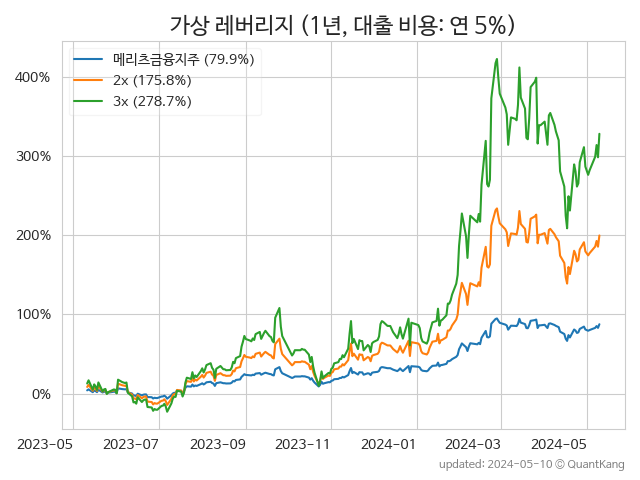 가상 레버리지 (1년, 대출 비용: 연 5%)
메리츠금융지주 (79.9%)
2x (175.8%)
3x (278.7%)
400%
300%
200%
100%
0%
2023-05 2023-07 2023-09 2023-11 2024-01 2024-03 2024-05
updated: 2024-05-10 © QuantKang